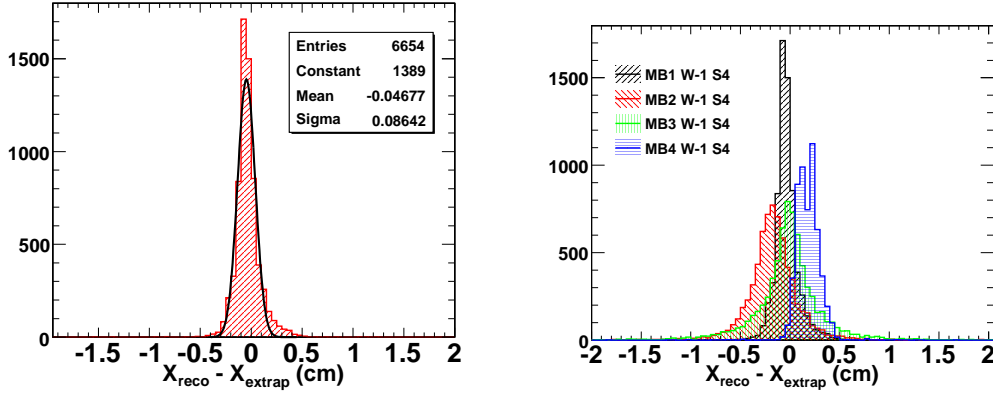 1500
1000
500
0
Entries 6654
Constant 1389
Mean -0.04677
Sigma 0.08642
-1.5 -1 -0.5 0 0.5 1 1.5 2
Xreco - Xextrap (cm)
1500
1000
500
0
MB1 W-1 S4
MB2 W-1 S4
MB3 W-1 S4
MB4 W-1 S4
-2 -1.5 -1 -0.5 0 0.5 1 1.5 2
Xreco - Xextrap (cm)